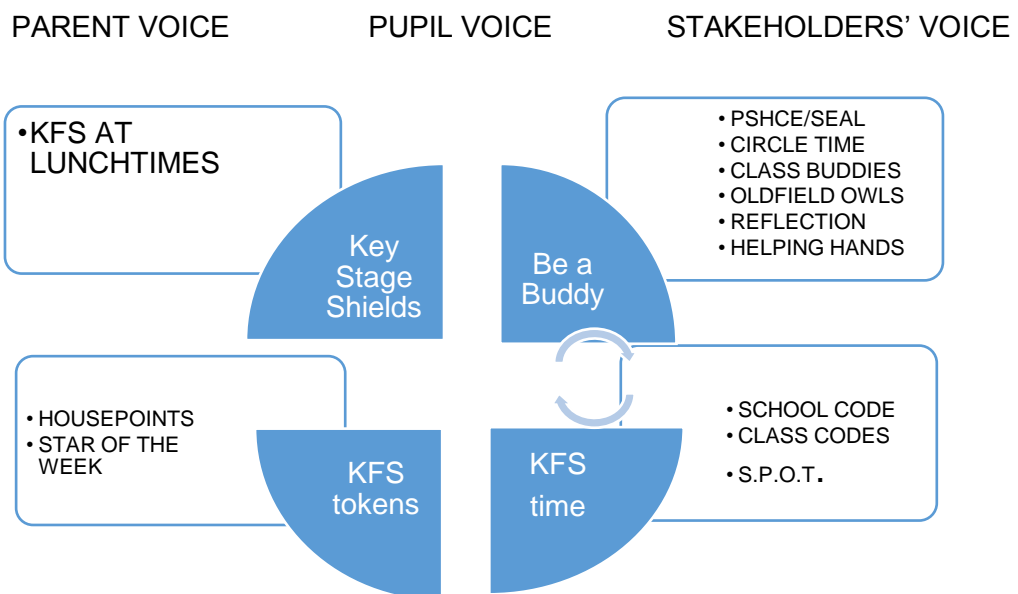 PARENT VOICE PUPIL VOICE STAKEHOLDERS’ VOICE
•KFS AT
LUNCHTIMES
Key
Stage
Shields
Be a
Buddy
• PSHCE/SEAL
• CIRCLE TIME
• CLASS BUDDIES
• OLDFIELD OWLS
• REFLECTION
• HELPING HANDS
• HOUSEPOINTS
• STAR OF THE
WEEK
KFS
tokens
KFS
time
• SCHOOL CODE
• CLASS CODES
• S.P.O.T.